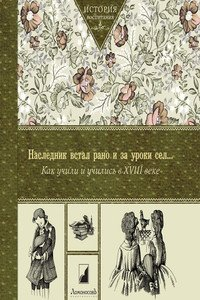 ИСТОРИЯ
ВОСПИТАНИЯ
Наследник встал рано и за уроки сел...
Как учили и учились в XVIII веке
Ломоносовъ